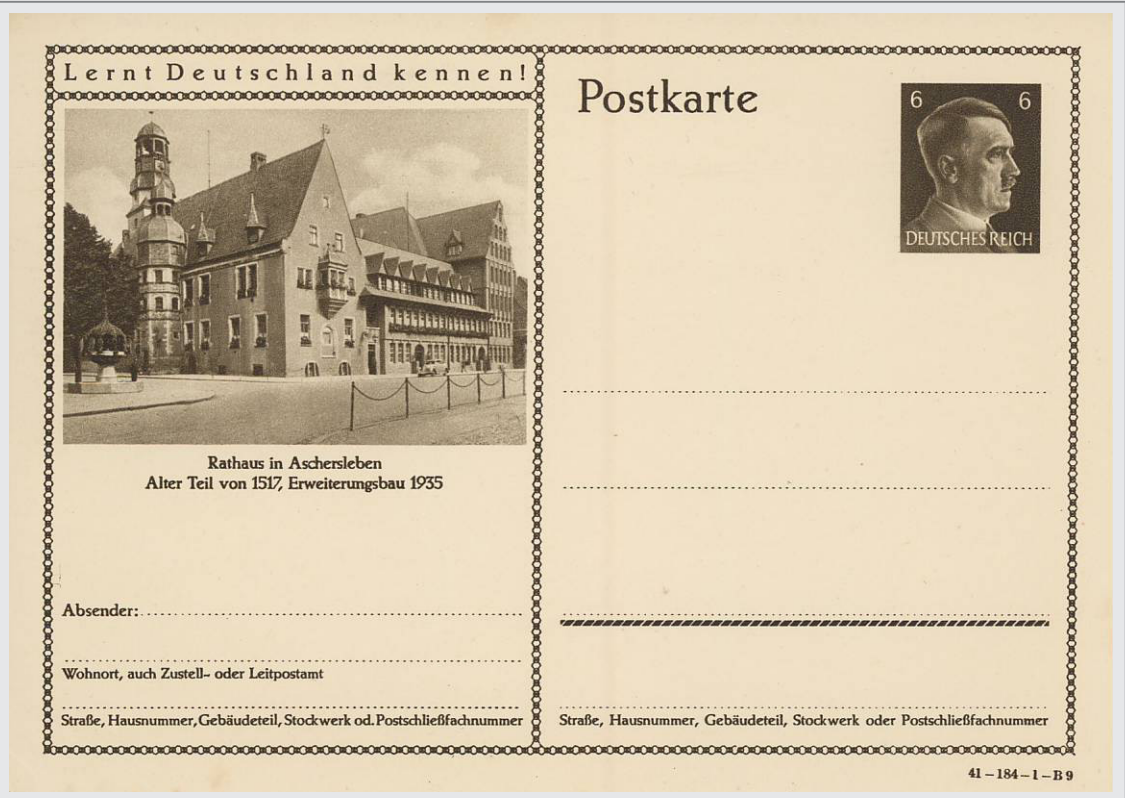 Lernt Deutschland kennen!
Rathaus in Aschersleben
Alter Teil von 1517, Erweiterungsbau 1935
Absender:
Wohnort, auch Zustell- oder Leitpostamt
Straße, Hausnummer, Gebäudeteil, Stockwerk od. Postschließfachnummer
Postkarte
6 6
DEUTSCHES REICH
Straße, Hausnummer, Gebäudeteil, Stockwerk oder Postschließfachnummer
41 – 184 – 1 – B 9